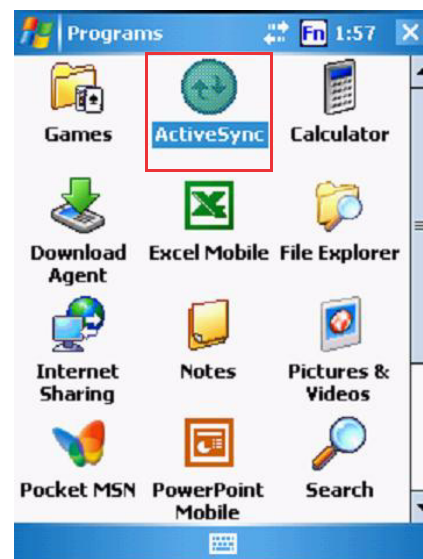 Programs Fn 1:57
Games ActiveSync Calculator
Download Excel Mobile File Explorer
Agent
Internet Notes Pictures &
Sharing Videos
Pocket MSN PowerPoint Search
Mobile